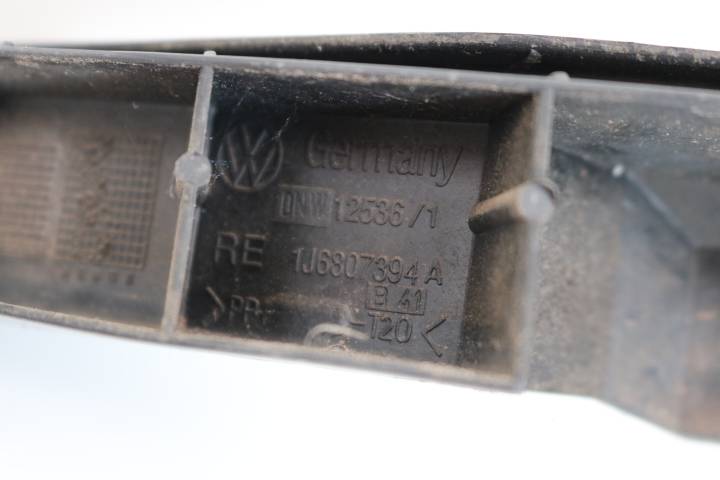 Germany
DNW 12536/1
RE 1J6807394 A
B 41
>PP-T20<